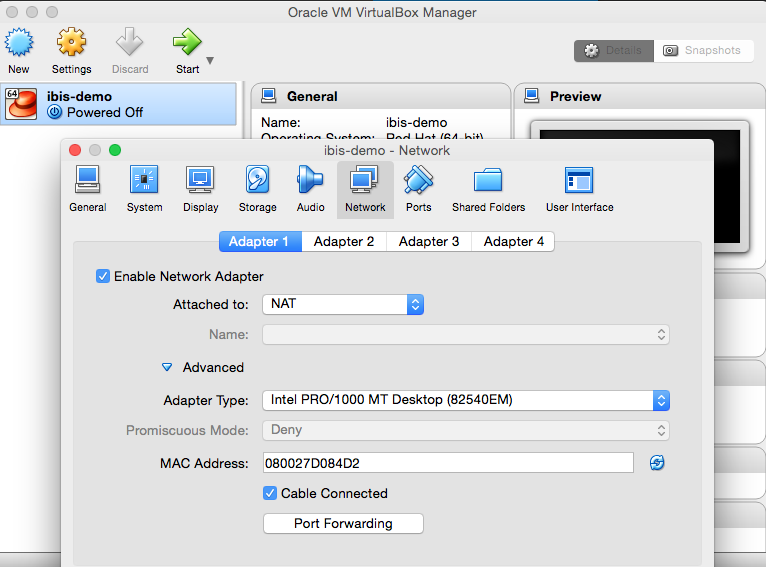 Oracle VM VirtualBox Manager
New
Settings
Discard
Start
Details
Snapshots
64
ibis-demo
Powered Off
General
Name: ibis-demo
Operating System: Red Hat (64-bit)
Preview
ibis-demo - Network
General
System
Display
Storage
Audio
Network
Ports
Shared Folders
User Interface
Adapter 1
Adapter 2
Adapter 3
Adapter 4
Enable Network Adapter
Attached to: NAT
Name:
Advanced
Adapter Type: Intel PRO/1000 MT Desktop (82540EM)
Promiscuous Mode: Deny
MAC Address: 080027D084D2
Cable Connected
Port Forwarding